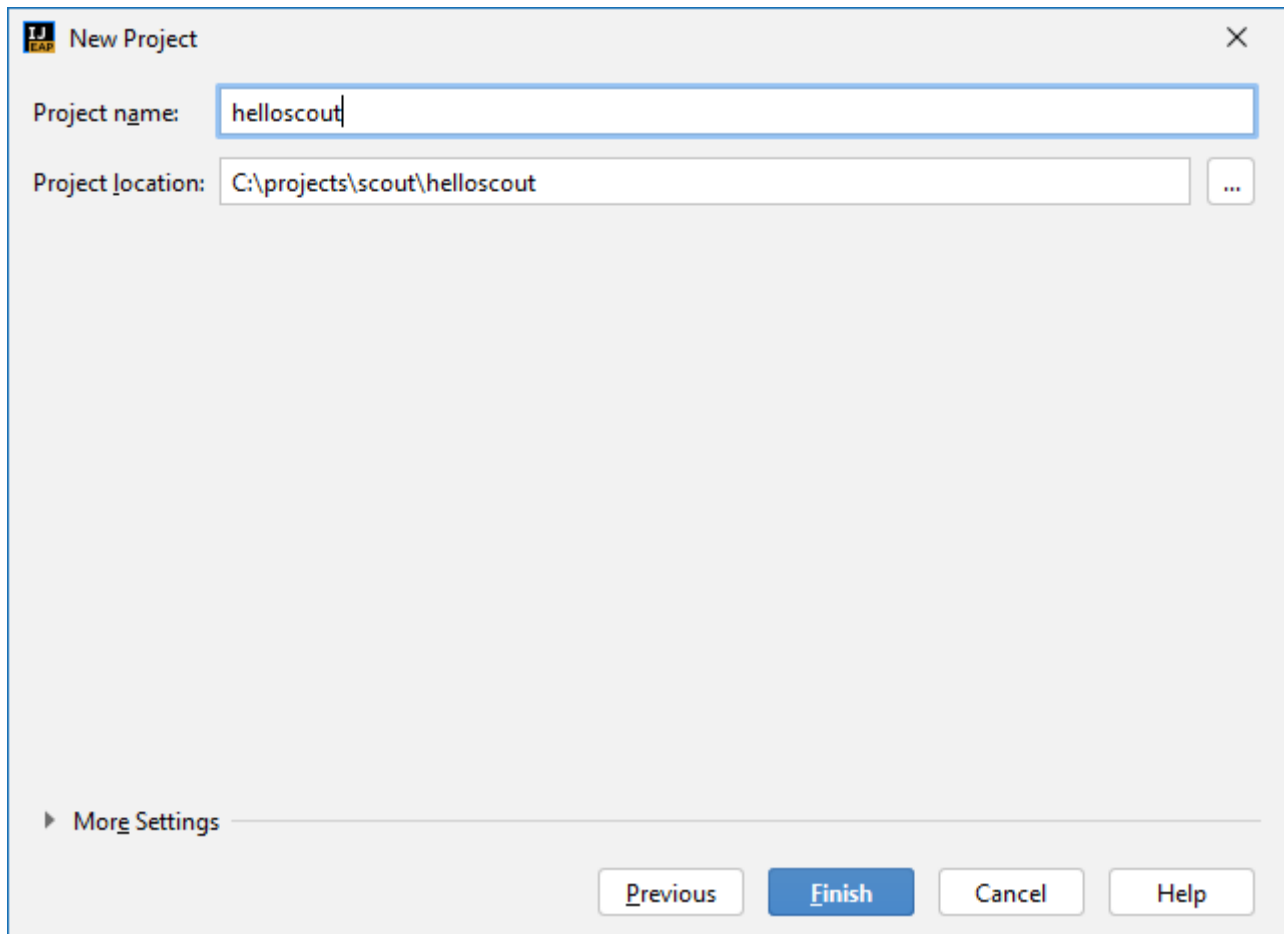 IJ
EAP
New Project
Project name: helloscout
Project location: C:\projects\scout\helloscout ...
More Settings
Previous Finish Cancel Help